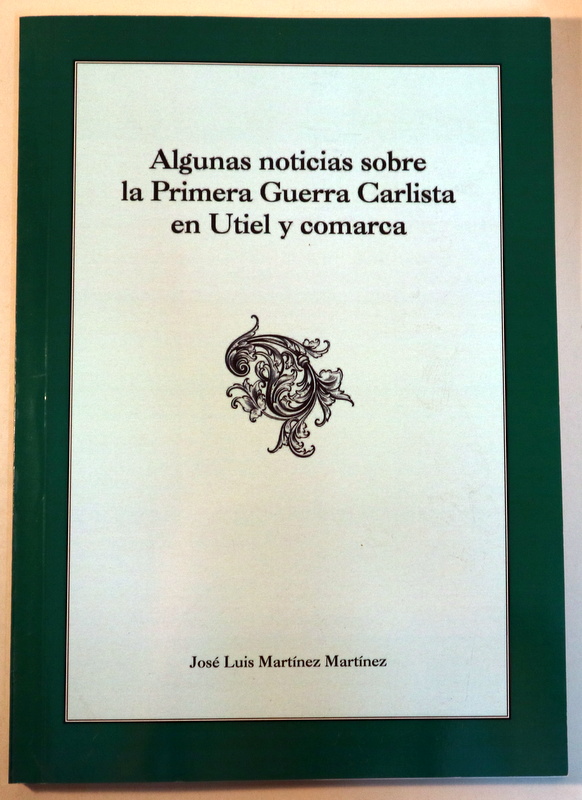 Algunas noticias sobre
la Primera Guerra Carlista
en Utiel y comarca
José Luis Martínez Martínez